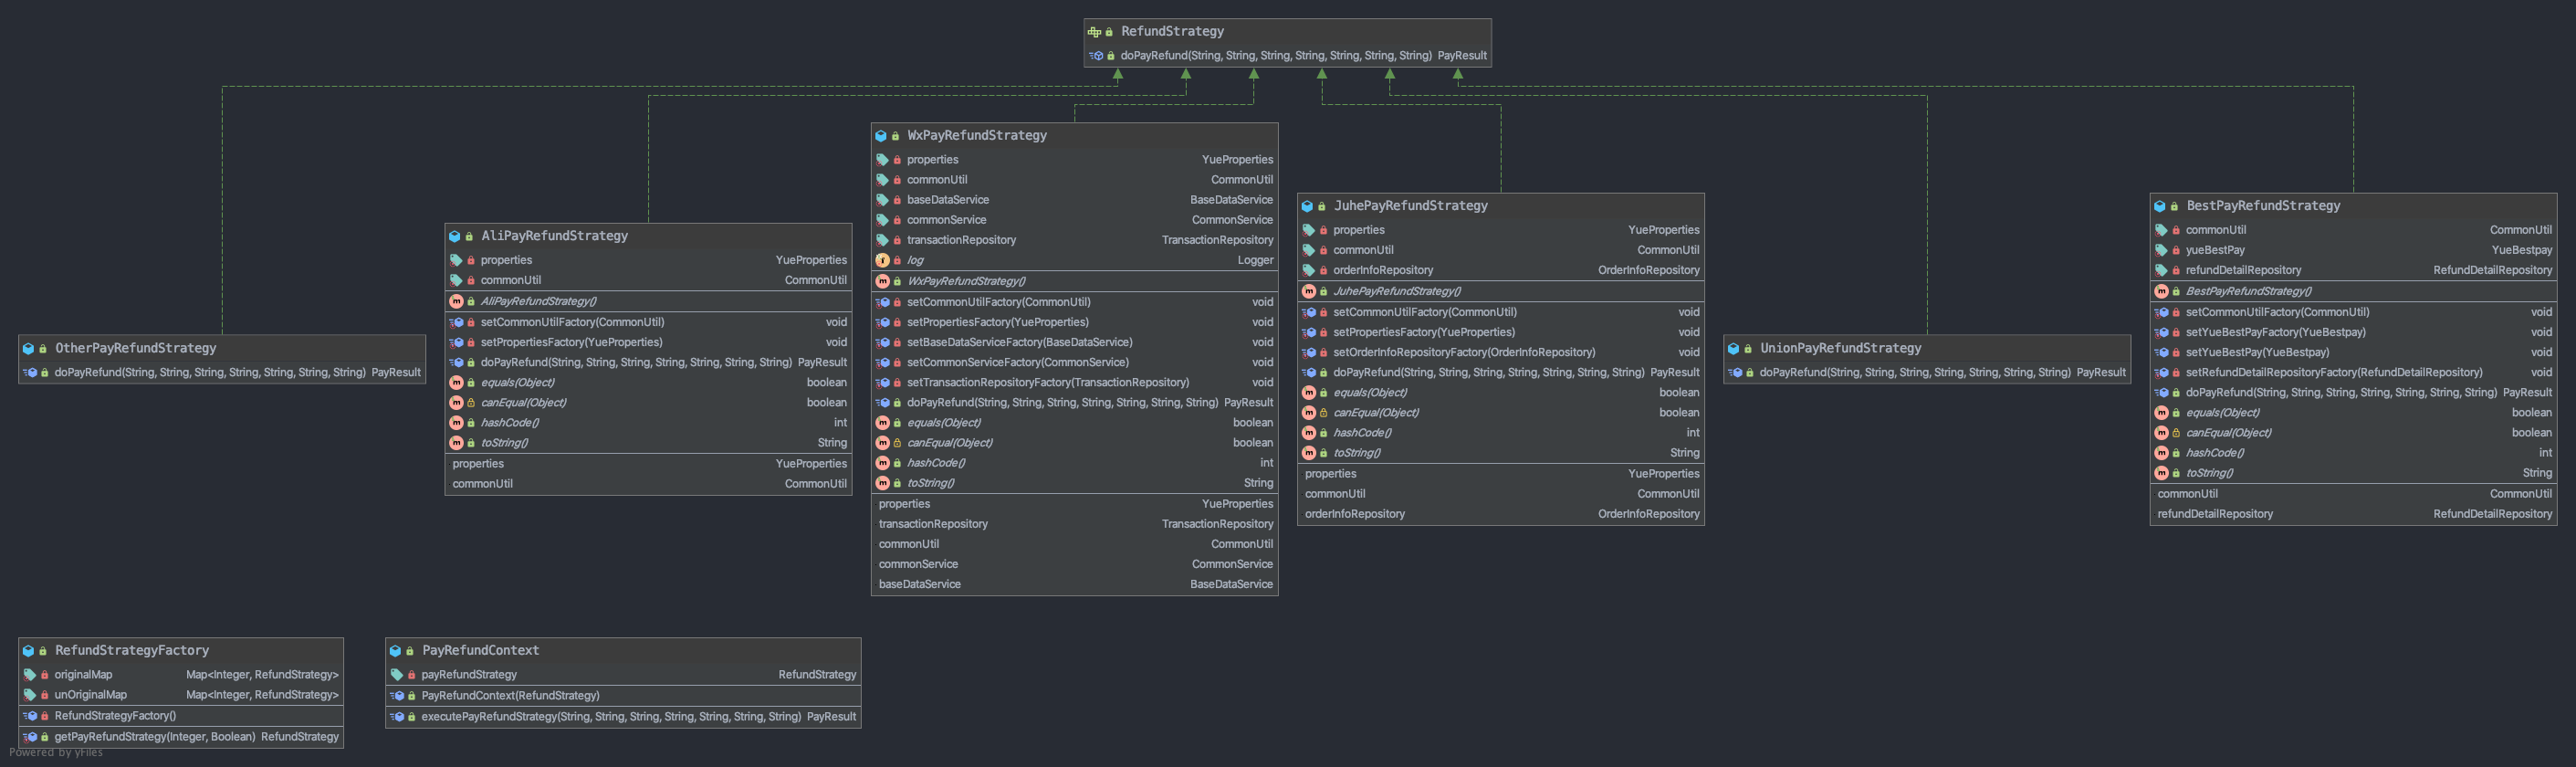 RefundStrategy
doPayRefund(String, String, String, String, String, String, String) PayResult
OtherPayRefundStrategy
doPayRefund(String, String, String, String, String, String, String) PayResult
AliPayRefundStrategy
properties YueProperties
commonUtil CommonUtil
AliPayRefundStrategy()
setCommonUtilFactory(CommonUtil) void
setPropertiesFactory(YueProperties) void
doPayRefund(String, String, String, String, String, String, String) PayResult
equals(Object) boolean
canEqual(Object) boolean
hashCode() int
toString() String
properties YueProperties
commonUtil CommonUtil
WxPayRefundStrategy
properties YueProperties
commonUtil CommonUtil
baseDataService BaseDataService
commonService CommonService
transactionRepository TransactionRepository
log Logger
WxPayRefundStrategy()
setCommonUtilFactory(CommonUtil) void
setPropertiesFactory(YueProperties) void
setBaseDataServiceFactory(BaseDataService) void
setCommonServiceFactory(CommonService) void
setTransactionRepositoryFactory(TransactionRepository) void
doPayRefund(String, String, String, String, String, String, String) PayResult
equals(Object) boolean
canEqual(Object) boolean
hashCode() int
toString() String
properties YueProperties
transactionRepository TransactionRepository
commonUtil CommonUtil
commonService CommonService
baseDataService BaseDataService
JuhePayRefundStrategy
properties YueProperties
commonUtil CommonUtil
orderInfoRepository OrderInfoRepository
JuhePayRefundStrategy()
setCommonUtilFactory(CommonUtil) void
setPropertiesFactory(YueProperties) void
setOrderInfoRepositoryFactory(OrderInfoRepository) void
doPayRefund(String, String, String, String, String, String, String) PayResult
equals(Object) boolean
canEqual(Object) boolean
hashCode() int
toString() String
properties YueProperties
commonUtil CommonUtil
orderInfoRepository OrderInfoRepository
UnionPayRefundStrategy
doPayRefund(String, String, String, String, String, String, String) PayResult
BestPayRefundStrategy
commonUtil CommonUtil
yueBestPay YueBestpay
refundDetailRepository RefundDetailRepository
BestPayRefundStrategy()
setCommonUtilFactory(CommonUtil) void
setYueBestPayFactory(YueBestpay) void
setYueBestPay(YueBestpay) void
setRefundDetailRepositoryFactory(RefundDetailRepository) void
doPayRefund(String, String, String, String, String, String, String) PayResult
equals(Object) boolean
canEqual(Object) boolean
hashCode() int
toString() String
commonUtil CommonUtil
refundDetailRepository RefundDetailRepository
RefundStrategyFactory
originalMap Map<Integer, RefundStrategy>
unOriginalMap Map<Integer, RefundStrategy>
RefundStrategyFactory()
getPayRefundStrategy(Integer, Boolean) RefundStrategy
PayRefundContext
payRefundStrategy RefundStrategy
PayRefundContext(RefundStrategy)
executePayRefundStrategy(String, String, String, String, String, String, String) PayResult
Powered by yFiles